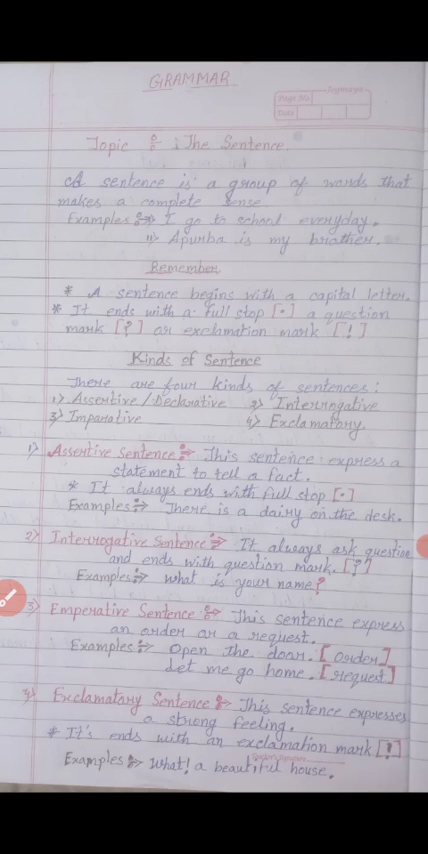 GRAMMAR
Page No.
Date
Topic : The Sentence.
A sentence is a group of words that
makes a complete sense.
Examples :→ I go to school everyday.
ii) Apurba is my brother.
Remember
* A sentence begins with a capital letter.
* It ends with a full stop [.] a question
mark [?] or exclamation mark [!]
Kinds of Sentence
There are four kinds of sentences:
1) Assertive/Declarative 2) Interrogative
3) Imparative 4) Exclamatory
1) Assertive Sentence :→ This sentence express a
statement to tell a fact.
* It always ends with full stop [.]
Examples :→ There is a dairy on the desk.
2) Interrogative Sentence :→ It always ask question
and ends with question mark. [?]
Examples :→ What is your name?
3) Emperative Sentence :→ This sentence express
an order or a request.
Examples :→ Open the door. [order]
Let me go home. [request]
4) Exclamatory Sentence :→ This sentence expresses
a strong feeling.
* It's ends with an exclamation mark [!]
Examples :→ What! a beautiful house.